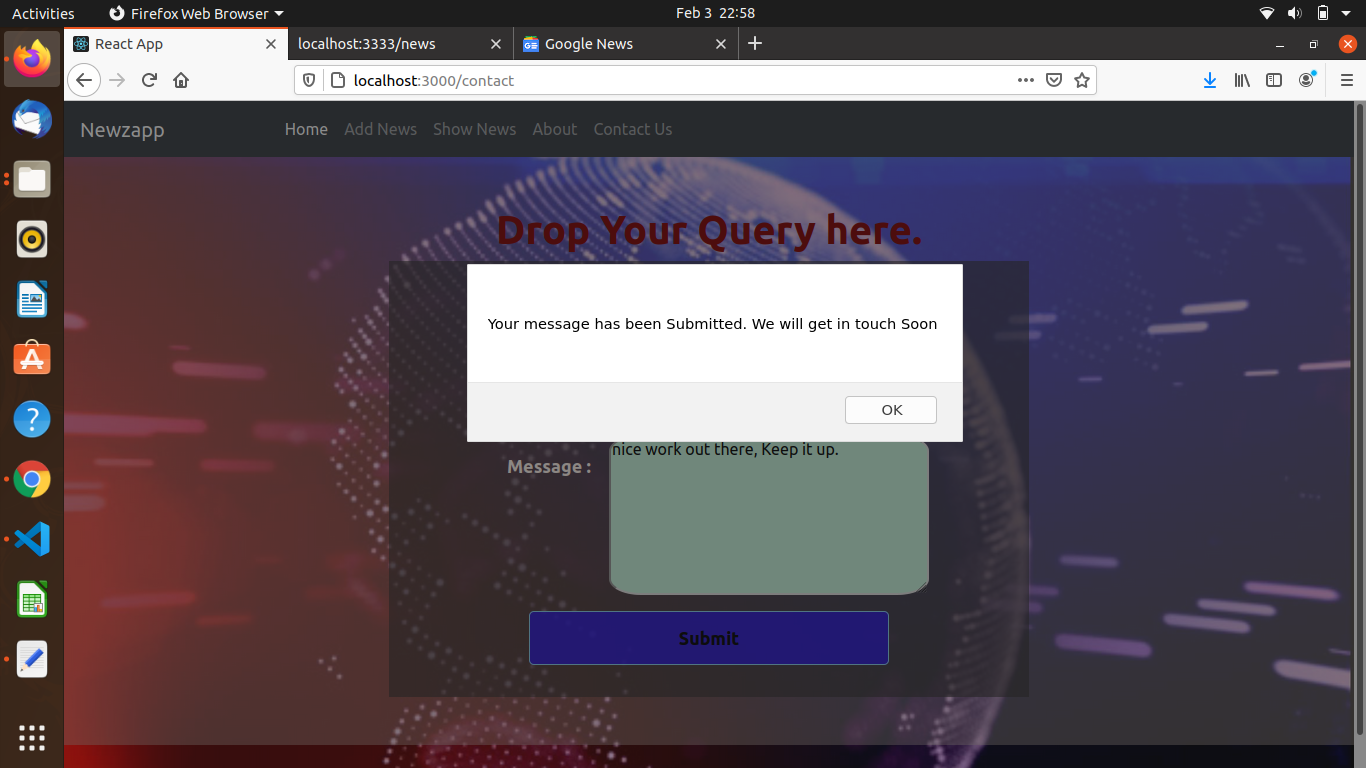 Activities Firefox Web Browser Feb 3 22:58
React App localhost:3333/news Google News
localhost:3000/contact
Newzapp Home Add News Show News About Contact Us
Drop Your Query here.
Your message has been Submitted. We will get in touch Soon
OK
nice work out there, Keep it up.
Message :
Submit